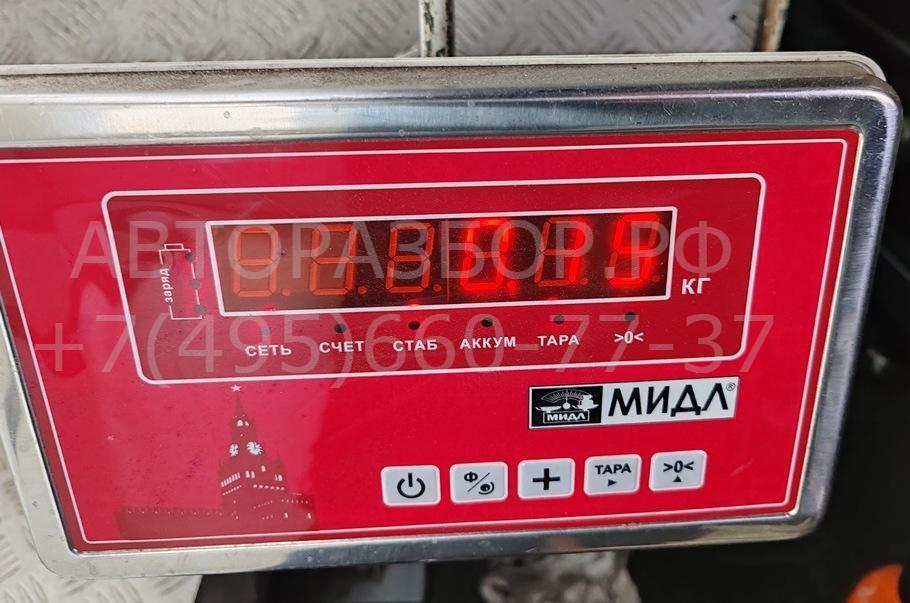 АВТОРАЗБОР.РФ
+7(495)660-77-37
заряд
кг
СЕТЬ СЧЕТ СТАБ АККУМ ТАРА >0<
МИДЛ МИДЛ®
Ф/ + ТАРА >0<